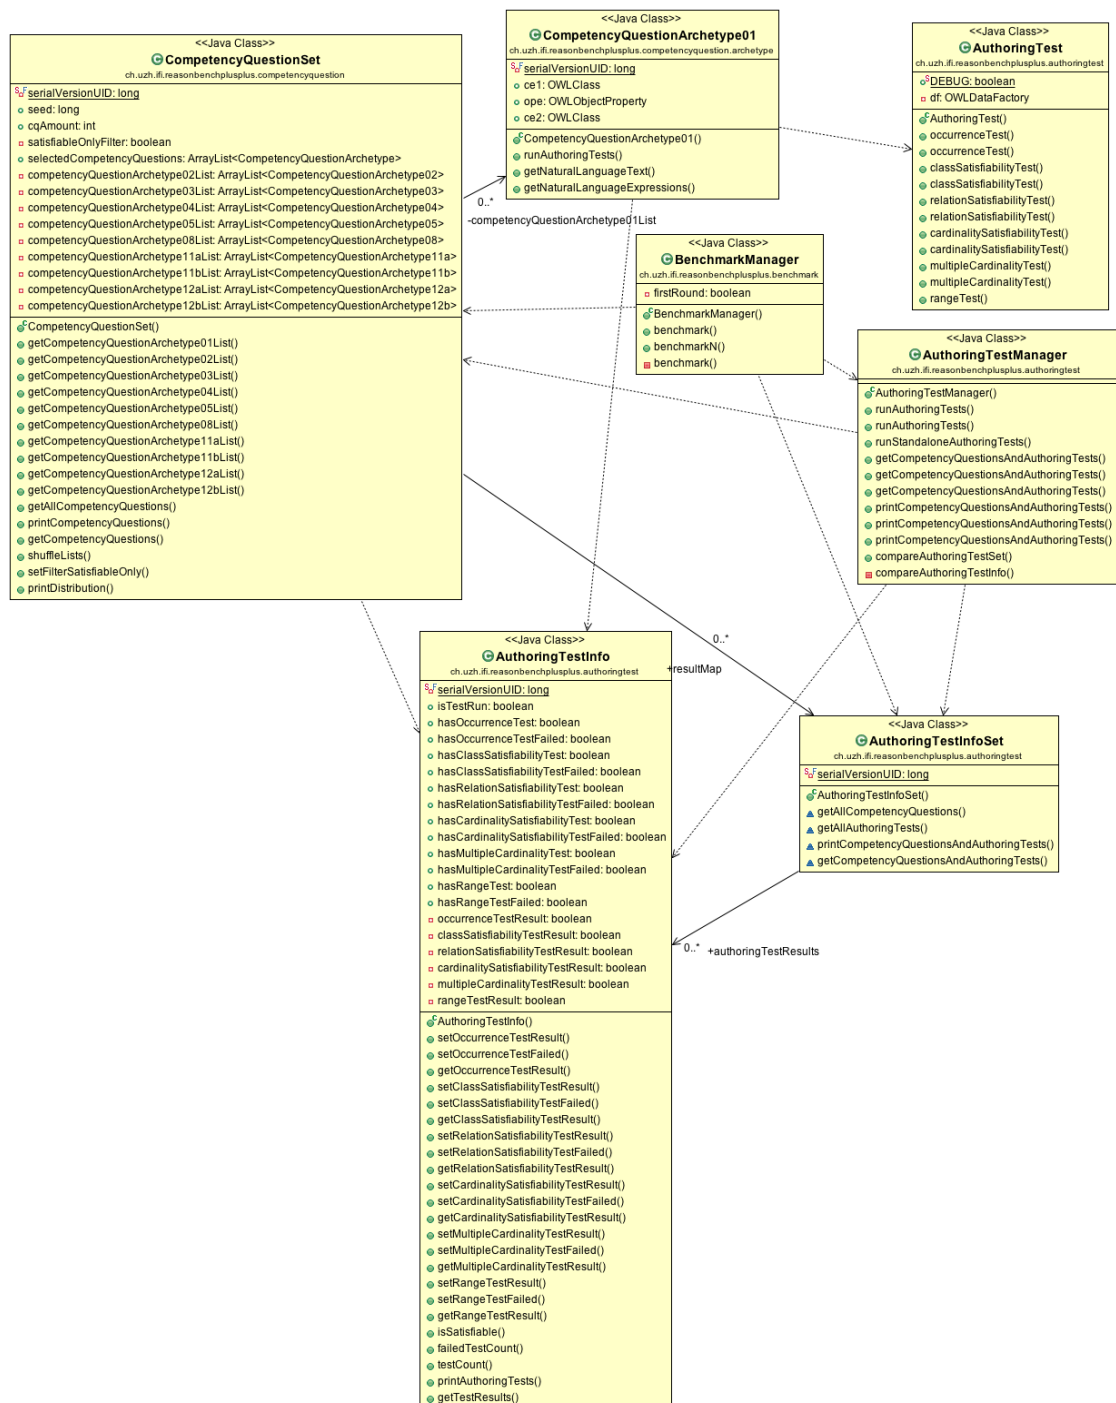 <<Java Class>>
CompetencyQuestionSet
ch.uzh.ifi.reasonbenchplusplus.competencyquestion
serialVersionUID: long
seed: long
cqAmount: int
satisfiableOnlyFilter: boolean
selectedCompetencyQuestions: ArrayList<CompetencyQuestionArchetype>
competencyQuestionArchetype02List: ArrayList<CompetencyQuestionArchetype02>
competencyQuestionArchetype03List: ArrayList<CompetencyQuestionArchetype03>
competencyQuestionArchetype04List: ArrayList<CompetencyQuestionArchetype04>
competencyQuestionArchetype05List: ArrayList<CompetencyQuestionArchetype05>
competencyQuestionArchetype08List: ArrayList<CompetencyQuestionArchetype08>
competencyQuestionArchetype11aList: ArrayList<CompetencyQuestionArchetype11a>
competencyQuestionArchetype11bList: ArrayList<CompetencyQuestionArchetype11b>
competencyQuestionArchetype12aList: ArrayList<CompetencyQuestionArchetype12a>
competencyQuestionArchetype12bList: ArrayList<CompetencyQuestionArchetype12b>
CompetencyQuestionSet()
getCompetencyQuestionArchetype01List()
getCompetencyQuestionArchetype02List()
getCompetencyQuestionArchetype03List()
getCompetencyQuestionArchetype04List()
getCompetencyQuestionArchetype05List()
getCompetencyQuestionArchetype08List()
getCompetencyQuestionArchetype11aList()
getCompetencyQuestionArchetype11bList()
getCompetencyQuestionArchetype12aList()
getCompetencyQuestionArchetype12bList()
getAllCompetencyQuestions()
printCompetencyQuestions()
getCompetencyQuestions()
shuffleLists()
setFilterSatisfiableOnly()
printDistribution()
<<Java Class>>
CompetencyQuestionArchetype01
ch.uzh.ifi.reasonbenchplusplus.competencyquestion.archetype
serialVersionUID: long
ce1: OWLClass
ope: OWLObjectProperty
ce2: OWLClass
CompetencyQuestionArchetype01()
runAuthoringTests()
getNaturalLanguageText()
getNaturalLanguageExpressions()
0..*
-competencyQuestionArchetype01List
<<Java Class>>
AuthoringTest
ch.uzh.ifi.reasonbenchplusplus.authoringtest
DEBUG: boolean
df: OWLDataFactory
AuthoringTest()
occurrenceTest()
occurrenceTest()
classSatisfiabilityTest()
classSatisfiabilityTest()
relationSatisfiabilityTest()
relationSatisfiabilityTest()
cardinalitySatisfiabilityTest()
cardinalitySatisfiabilityTest()
multipleCardinalityTest()
multipleCardinalityTest()
rangeTest()
<<Java Class>>
BenchmarkManager
ch.uzh.ifi.reasonbenchplusplus.benchmark
firstRound: boolean
BenchmarkManager()
benchmark()
benchmarkN()
benchmark()
<<Java Class>>
AuthoringTestManager
ch.uzh.ifi.reasonbenchplusplus.authoringtest
AuthoringTestManager()
runAuthoringTests()
runAuthoringTests()
runStandaloneAuthoringTests()
getCompetencyQuestionsAndAuthoringTests()
getCompetencyQuestionsAndAuthoringTests()
getCompetencyQuestionsAndAuthoringTests()
printCompetencyQuestionsAndAuthoringTests()
printCompetencyQuestionsAndAuthoringTests()
printCompetencyQuestionsAndAuthoringTests()
compareAuthoringTestSet()
compareAuthoringTestInfo()
0..*
+resultMap
<<Java Class>>
AuthoringTestInfo
ch.uzh.ifi.reasonbenchplusplus.authoringtest
serialVersionUID: long
isTestRun: boolean
hasOccurrenceTest: boolean
hasOccurrenceTestFailed: boolean
hasClassSatisfiabilityTest: boolean
hasClassSatisfiabilityTestFailed: boolean
hasRelationSatisfiabilityTest: boolean
hasRelationSatisfiabilityTestFailed: boolean
hasCardinalitySatisfiabilityTest: boolean
hasCardinalitySatisfiabilityTestFailed: boolean
hasMultipleCardinalityTest: boolean
hasMultipleCardinalityTestFailed: boolean
hasRangeTest: boolean
hasRangeTestFailed: boolean
occurrenceTestResult: boolean
classSatisfiabilityTestResult: boolean
relationSatisfiabilityTestResult: boolean
cardinalitySatisfiabilityTestResult: boolean
multipleCardinalityTestResult: boolean
rangeTestResult: boolean
AuthoringTestInfo()
setOccurrenceTestResult()
setOccurrenceTestFailed()
getOccurrenceTestResult()
setClassSatisfiabilityTestResult()
setClassSatisfiabilityTestFailed()
getClassSatisfiabilityTestResult()
setRelationSatisfiabilityTestResult()
setRelationSatisfiabilityTestFailed()
getRelationSatisfiabilityTestResult()
setCardinalitySatisfiabilityTestResult()
setCardinalitySatisfiabilityTestFailed()
getCardinalitySatisfiabilityTestResult()
setMultipleCardinalityTestResult()
setMultipleCardinalityTestFailed()
getMultipleCardinalityTestResult()
setRangeTestResult()
setRangeTestFailed()
getRangeTestResult()
isSatisfiable()
failedTestCount()
testCount()
printAuthoringTests()
getTestResults()
<<Java Class>>
AuthoringTestInfoSet
ch.uzh.ifi.reasonbenchplusplus.authoringtest
serialVersionUID: long
AuthoringTestInfoSet()
getAllCompetencyQuestions()
getAllAuthoringTests()
printCompetencyQuestionsAndAuthoringTests()
getCompetencyQuestionsAndAuthoringTests()
0..*
+authoringTestResults